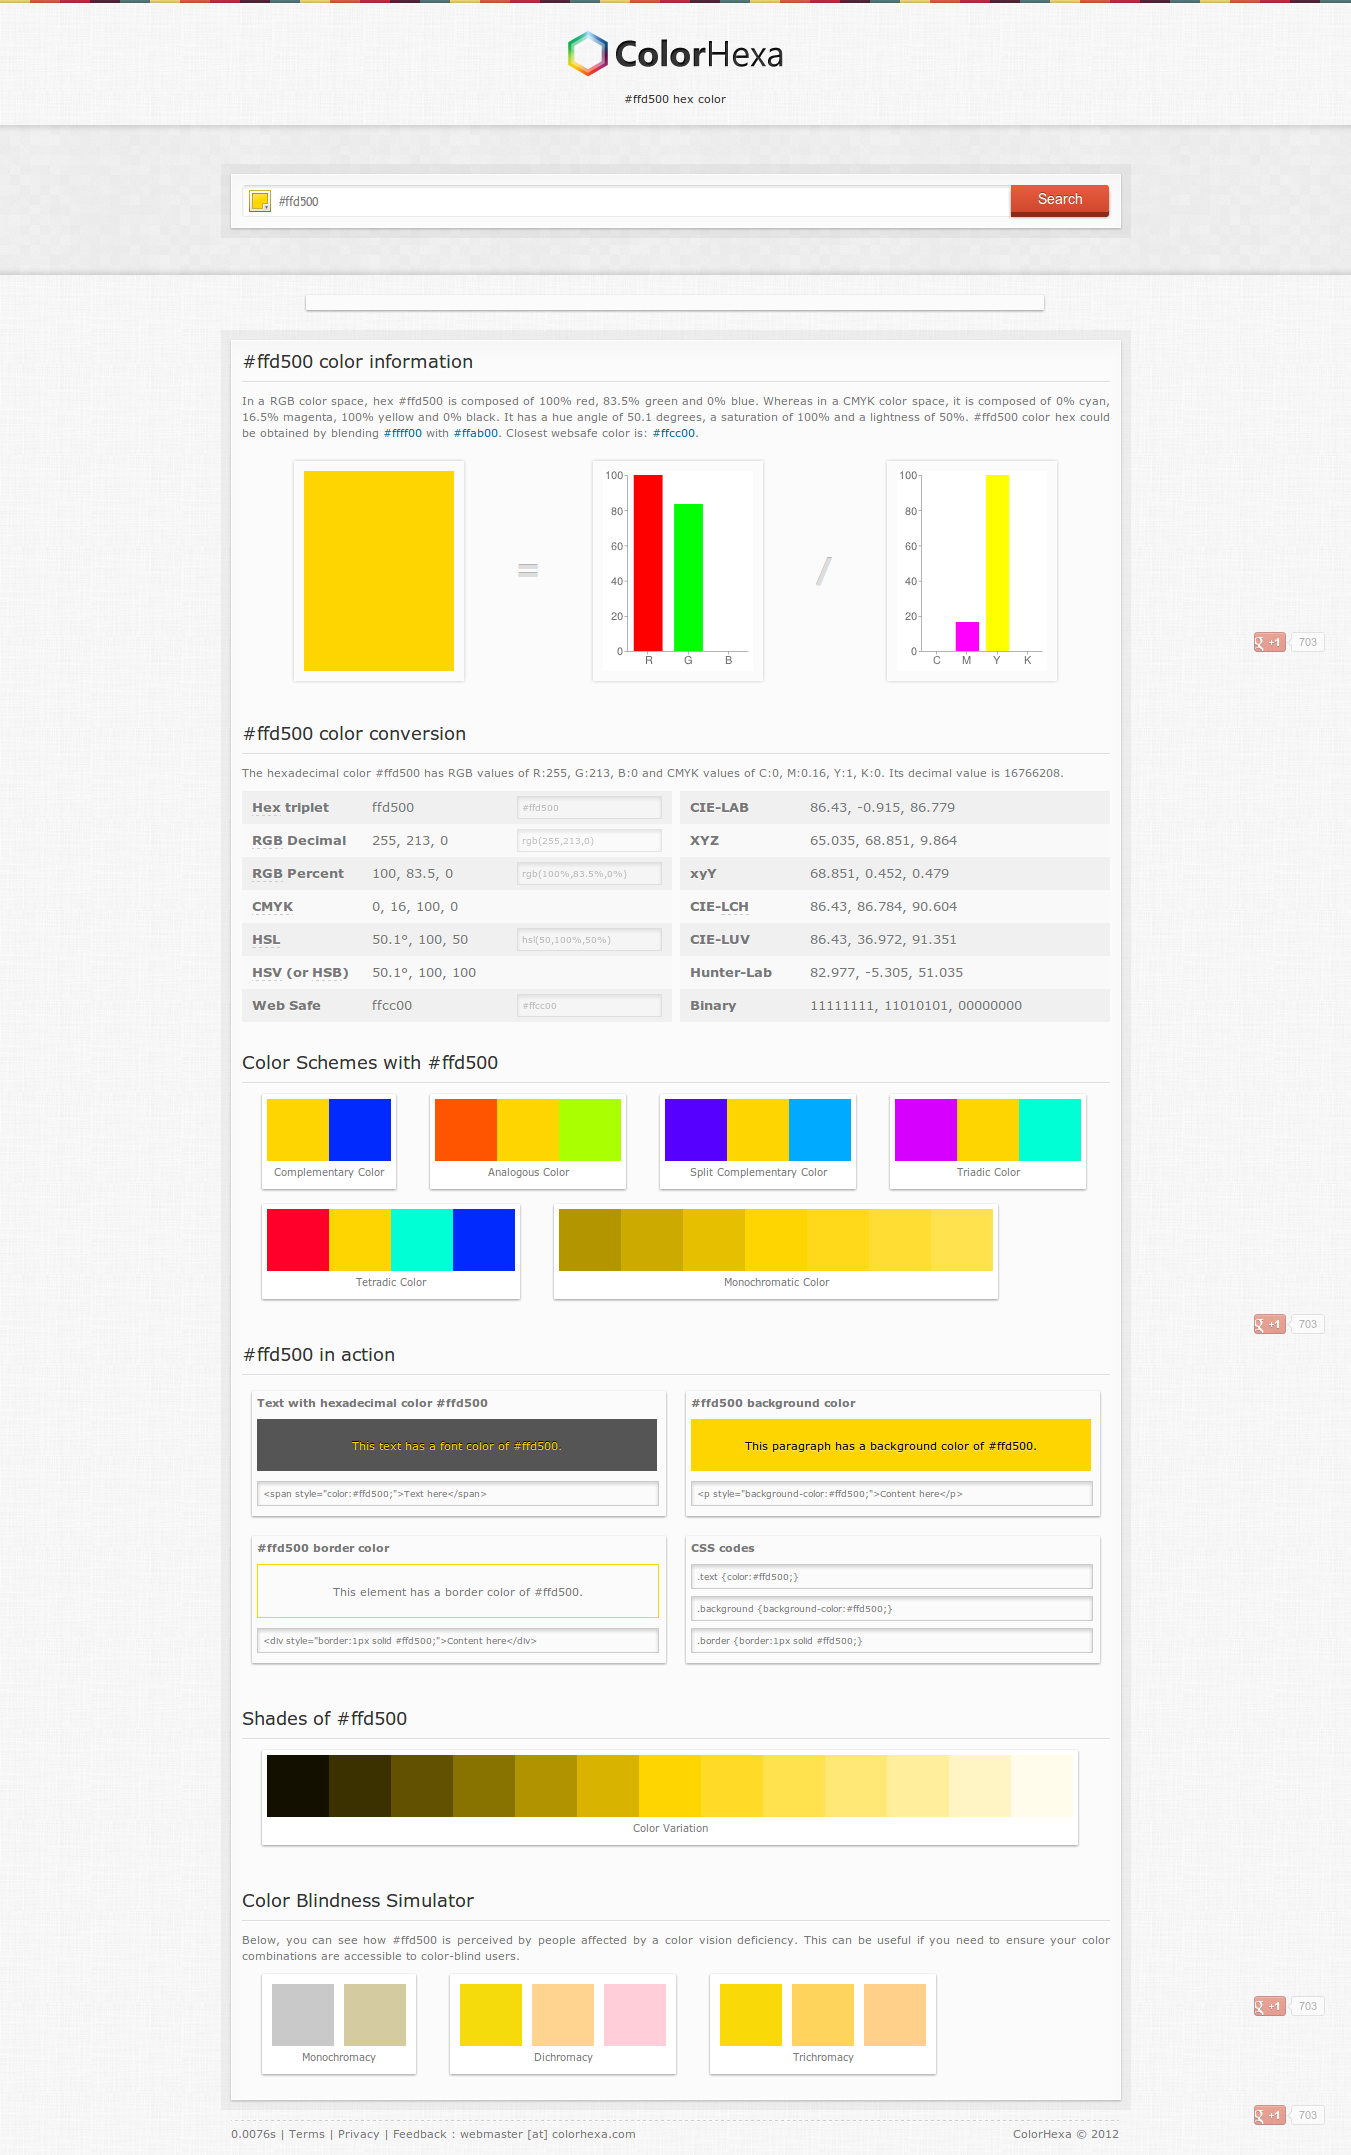 ColorHexa
#ffd500 hex color
#ffd500
Search
#ffd500 color information
In a RGB color space, hex #ffd500 is composed of 100% red, 83.5% green and 0% blue. Whereas in a CMYK color space, it is composed of 0% cyan,
16.5% magenta, 100% yellow and 0% black. It has a hue angle of 50.1 degrees, a saturation of 100% and a lightness of 50%. #ffd500 color hex could
be obtained by blending #ffff00 with #ffab00. Closest websafe color is: #ffcc00.
=
100
80
60
40
20
0
R G B
/
100
80
60
40
20
0
C M Y K
g +1 703
#ffd500 color conversion
The hexadecimal color #ffd500 has RGB values of R:255, G:213, B:0 and CMYK values of C:0, M:0.16, Y:1, K:0. Its decimal value is 16766208.
Hex triplet ffd500 #ffd500
RGB Decimal 255, 213, 0 rgb(255,213,0)
RGB Percent 100, 83.5, 0 rgb(100%,83.5%,0%)
CMYK 0, 16, 100, 0
HSL 50.1°, 100, 50 hsl(50,100%,50%)
HSV (or HSB) 50.1°, 100, 100
Web Safe ffcc00 #ffcc00
CIE-LAB 86.43, -0.915, 86.779
XYZ 65.035, 68.851, 9.864
xyY 68.851, 0.452, 0.479
CIE-LCH 86.43, 86.784, 90.604
CIE-LUV 86.43, 36.972, 91.351
Hunter-Lab 82.977, -5.305, 51.035
Binary 11111111, 11010101, 00000000
Color Schemes with #ffd500
Complementary Color
Analogous Color
Split Complementary Color
Triadic Color
Tetradic Color
Monochromatic Color
g +1 703
#ffd500 in action
Text with hexadecimal color #ffd500
This text has a font color of #ffd500.
<span style="color:#ffd500;">Text here</span>
#ffd500 background color
This paragraph has a background color of #ffd500.
<p style="background-color:#ffd500;">Content here</p>
#ffd500 border color
This element has a border color of #ffd500.
<div style="border:1px solid #ffd500;">Content here</div>
CSS codes
.text {color:#ffd500;}
.background {background-color:#ffd500;}
.border {border:1px solid #ffd500;}
Shades of #ffd500
Color Variation
Color Blindness Simulator
Below, you can see how #ffd500 is perceived by people affected by a color vision deficiency. This can be useful if you need to ensure your color
combinations are accessible to color-blind users.
Monochromacy
Dichromacy
Trichromacy
g +1 703
g +1 703
0.0076s | Terms | Privacy | Feedback : webmaster [at] colorhexa.com
ColorHexa © 2012